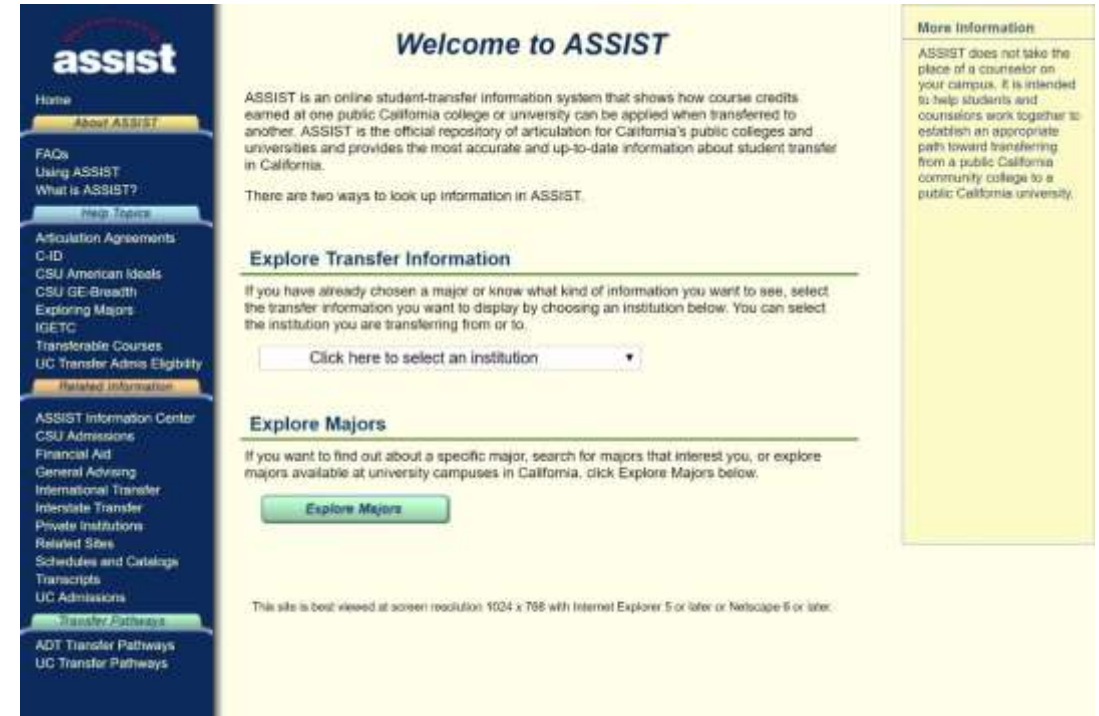 assist
Home
About ASSIST
FAQs
Using ASSIST
What is ASSIST?
Help Topics
Articulation Agreements
C-ID
CSU American Ideals
CSU GE-Breadth
Exploring Majors
IGETC
Transferable Courses
UC Transfer Admis Eligibility
Related Information
ASSIST Information Center
CSU Admissions
Financial Aid
General Advising
International Transfer
Interstate Transfer
Private Institutions
Related Sites
Schedules and Catalogs
Transcripts
UC Admissions
Transfer Pathways
ADT Transfer Pathways
UC Transfer Pathways
Welcome to ASSIST
ASSIST is an online student-transfer information system that shows how course credits
earned at one public California college or university can be applied when transferred to
another. ASSIST is the official repository of articulation for California's public colleges and
universities and provides the most accurate and up-to-date information about student transfer
in California.
There are two ways to look up information in ASSIST.
Explore Transfer Information
If you have already chosen a major or know what kind of information you want to see, select
the transfer information you want to display by choosing an institution below. You can select
the institution you are transferring from or to.
Click here to select an institution
Explore Majors
If you want to find out about a specific major, search for majors that interest you, or explore
majors available at university campuses in California, click Explore Majors below.
Explore Majors
This site is best viewed at screen resolution 1024 x 768 with Internet Explorer 5 or later or Netscape 6 or later.
More Information
ASSIST does not take the
place of a counselor on
your campus. It is intended
to help students and
counselors work together to
establish an appropriate
path toward transferring
from a public California
community college to a
public California university.